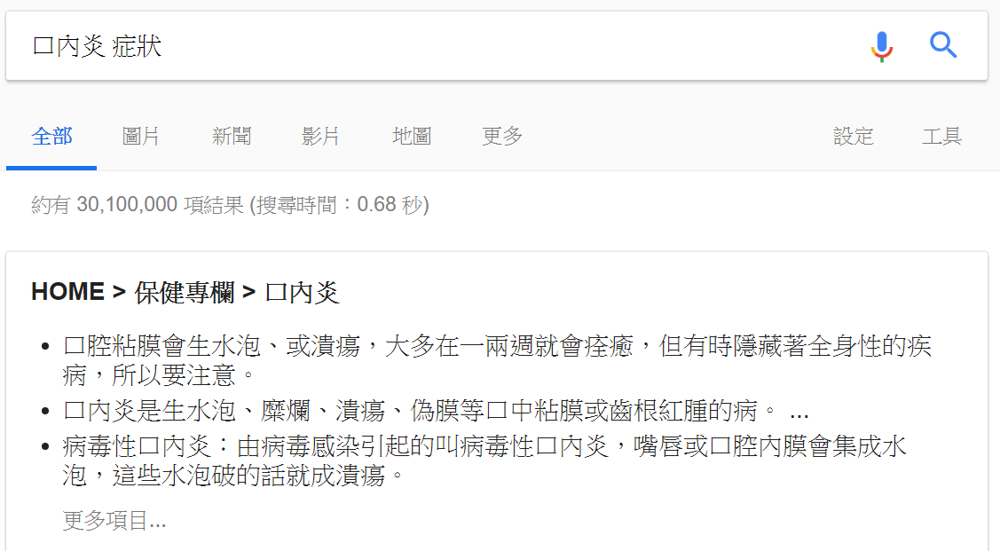 口內炎 症狀
全部 圖片 新聞 影片 地圖 更多 設定 工具
約有 30,100,000 項結果 (搜尋時間：0.68 秒)
HOME > 保健專欄 > 口內炎
• 口腔粘膜會生水泡、或潰瘍，大多在一兩週就會痊癒，但有時隱藏著全身性的疾
病，所以要注意。
• 口內炎是生水泡、糜爛、潰瘍、偽膜等口中粘膜或齒根紅腫的病。 ...
• 病毒性口內炎：由病毒感染引起的叫病毒性口內炎，嘴唇或口腔內膜會集成水
泡，這些水泡破的話就成潰瘍。
更多項目...